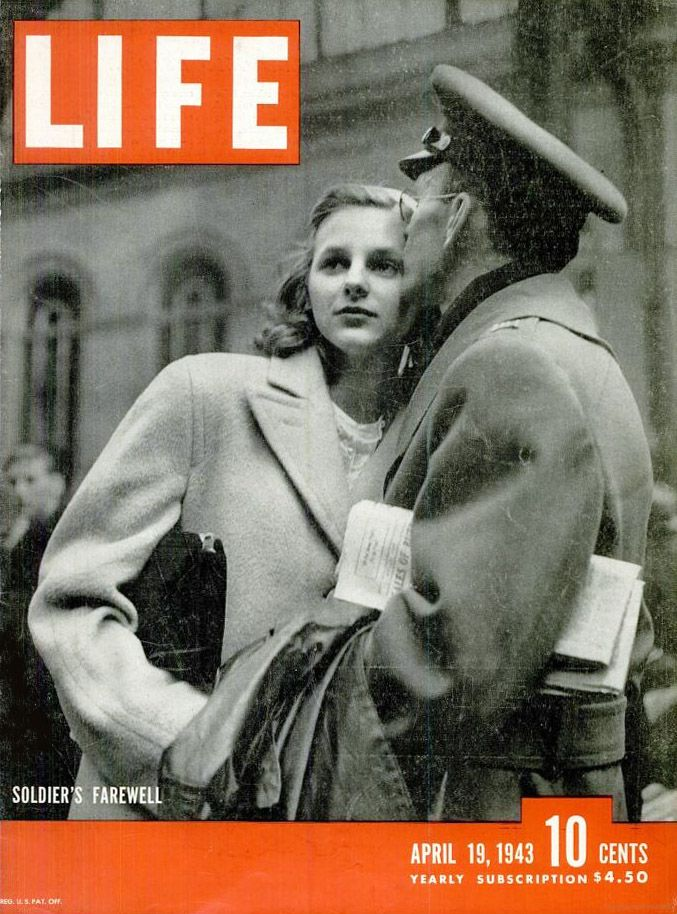 LIFE
SOLDIER'S FAREWELL
APRIL 19, 1943 10 CENTS
YEARLY SUBSCRIPTION $4.50
REG. U. S. PAT. OFF.